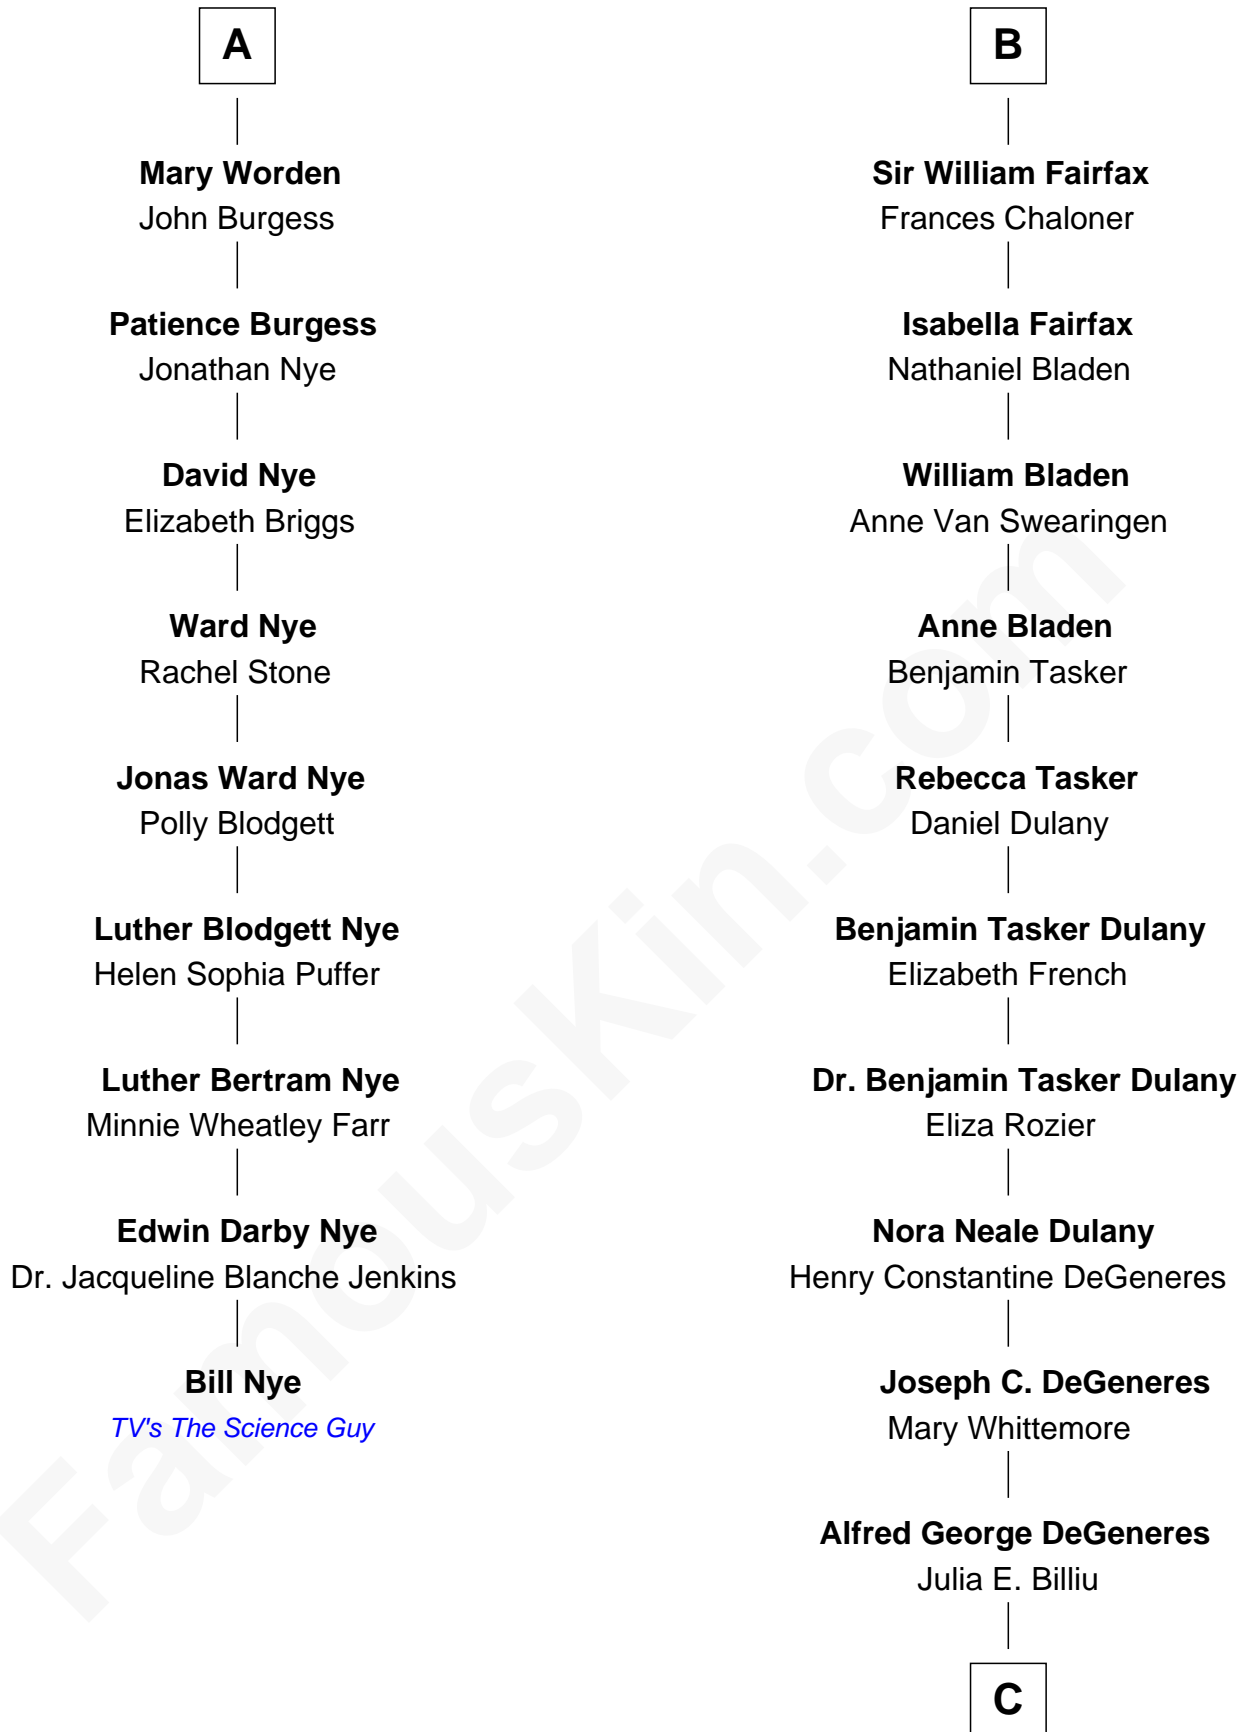 A
Mary Worden
John Burgess
Patience Burgess
Jonathan Nye
David Nye
Elizabeth Briggs
Ward Nye
Rachel Stone
Jonas Ward Nye
Polly Blodgett
Luther Blodgett Nye
Helen Sophia Puffer
Luther Bertram Nye
Minnie Wheatley Farr
Edwin Darby Nye
Dr. Jacqueline Blanche Jenkins
Bill Nye
TV's The Science Guy
B
Sir William Fairfax
Frances Chaloner
Isabella Fairfax
Nathaniel Bladen
William Bladen
Anne Van Swearingen
Anne Bladen
Benjamin Tasker
Rebecca Tasker
Daniel Dulany
Benjamin Tasker Dulany
Elizabeth French
Dr. Benjamin Tasker Dulany
Eliza Rozier
Nora Neale Dulany
Henry Constantine DeGeneres
Joseph C. DeGeneres
Mary Whittemore
Alfred George DeGeneres
Julia E. Billiu
C
FamousKin.com